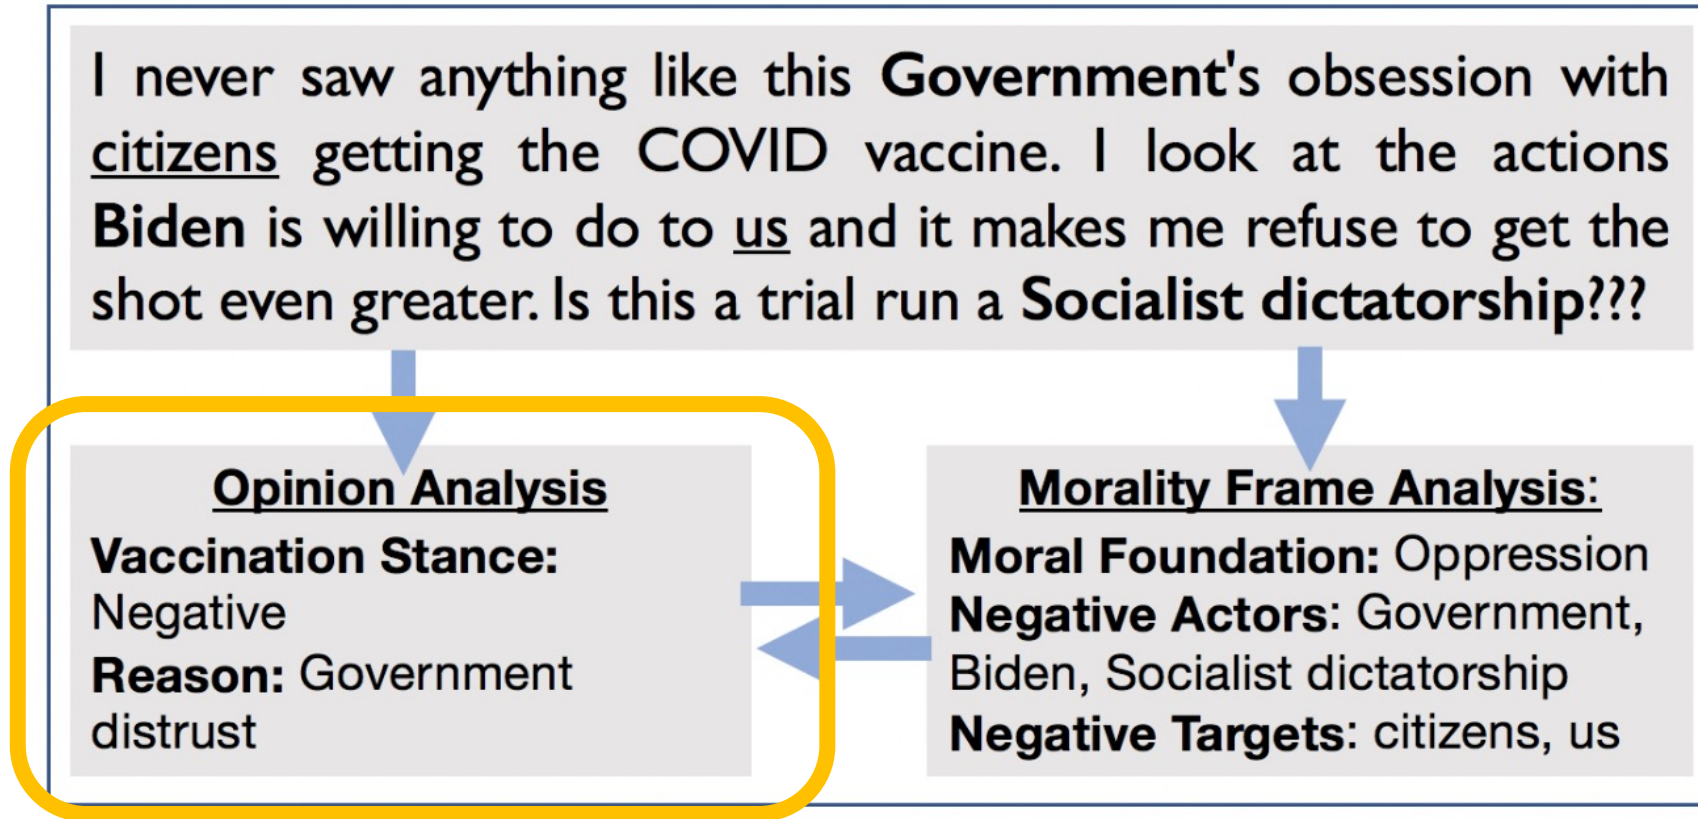 I never saw anything like this Government's obsession with
citizens getting the COVID vaccine. I look at the actions
Biden is willing to do to us and it makes me refuse to get the
shot even greater. Is this a trial run a Socialist dictatorship???
Opinion Analysis
Vaccination Stance:
Negative
Reason: Government
distrust
Morality Frame Analysis:
Moral Foundation: Oppression
Negative Actors: Government,
Biden, Socialist dictatorship
Negative Targets: citizens, us